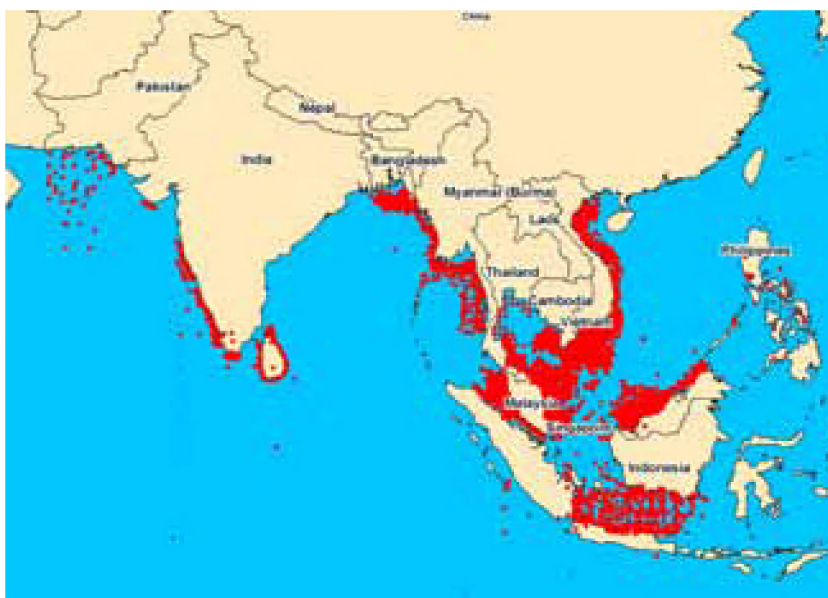 China
Pakistan
Nepal
India
Bangladesh
Myanmar (Burma)
Laos
Philippines
Thailand
Cambodia
Vietnam
Malaysia
Singapore
Indonesia